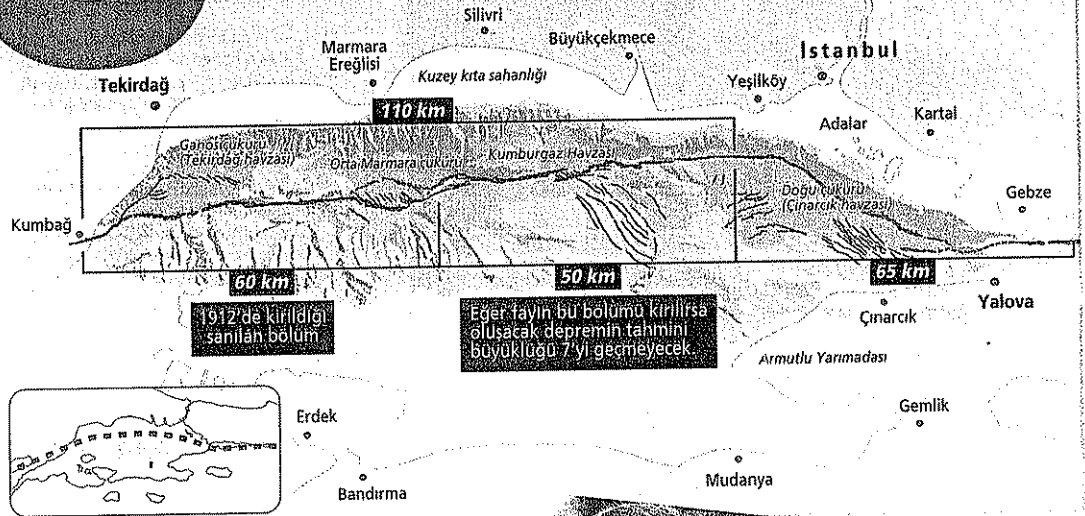 Silivri
Büyükçekmece
İstanbul
Marmara
Ereğlisi
Kuzey kıta sahanlığı
Tekirdağ
Yeşilköy
110 km
Adalar
Kartal
Ganos çukuru
(Tekirdağ havzası)
Orta Marmara çukuru
Kumburgaz Havzası
Doğu çukuru
(Çınarcık havzası)
Gebze
Kumbağ
60 km
50 km
65 km
1912'de kırıldığı
sanılan bölüm
Eğer fayın bu bölümü kırılırsa
oluşacak depremin tahmini
büyüklüğü 7'yi geçmeyecek.
Yalova
Çınarcık
Armutlu Yarımadası
Gemlik
Erdek
Mudanya
Bandırma